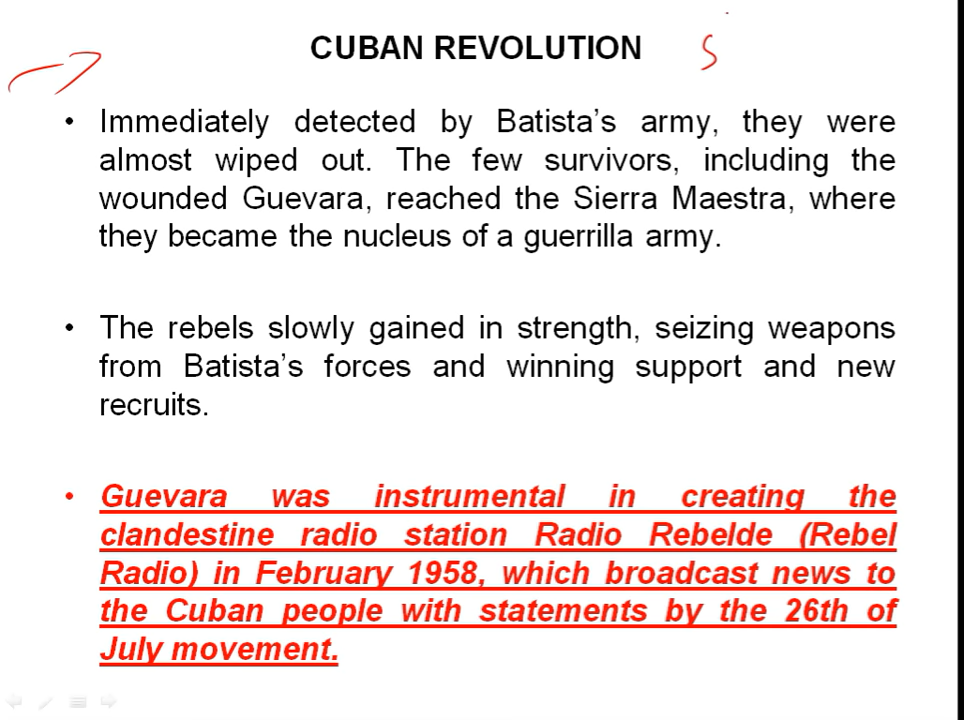 CUBAN REVOLUTION
• Immediately detected by Batista's army, they were
almost wiped out. The few survivors, including the
wounded Guevara, reached the Sierra Maestra, where
they became the nucleus of a guerrilla army.
• The rebels slowly gained in strength, seizing weapons
from Batista's forces and winning support and new
recruits.
• Guevara was instrumental in creating the
clandestine radio station Radio Rebelde (Rebel
Radio) in February 1958, which broadcast news to
the Cuban people with statements by the 26th of
July movement.